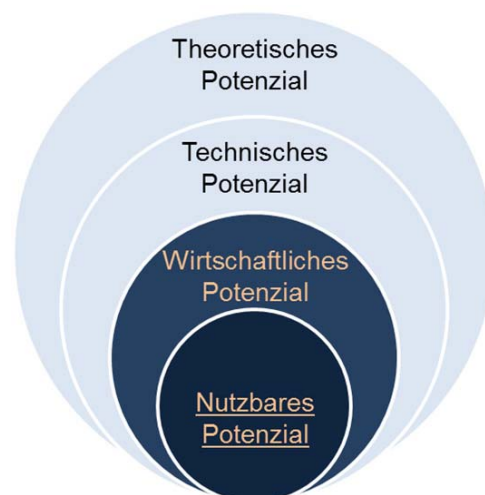 Theoretisches
Potenzial
Technisches
Potenzial
Wirtschaftliches
Potenzial
Nutzbares
Potenzial